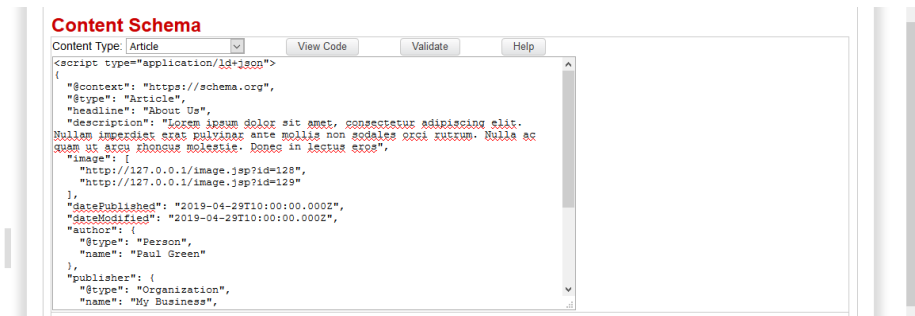 Content Schema
Content Type: Article View Code Validate Help
<script type="application/ld+json">
{
"@context": "https://schema.org",
"@type": "Article",
"headline": "About Us",
"description": "Lorem ipsum dolor sit amet, consectetur adipiscing elit.
Nullam imperdiet erat pulvinar ante mollis non sodales orci rutrum. Nulla ac
quam ut arcu rhoncus molestie. Donec in lectus eros",
"image": [
"http://127.0.0.1/image.jsp?id=128",
"http://127.0.0.1/image.jsp?id=129"
],
"datePublished": "2019-04-29T10:00:00.000Z",
"dateModified": "2019-04-29T10:00:00.000Z",
"author": {
"@type": "Person",
"name": "Paul Green"
},
"publisher": {
"@type": "Organization",
"name": "My Business",